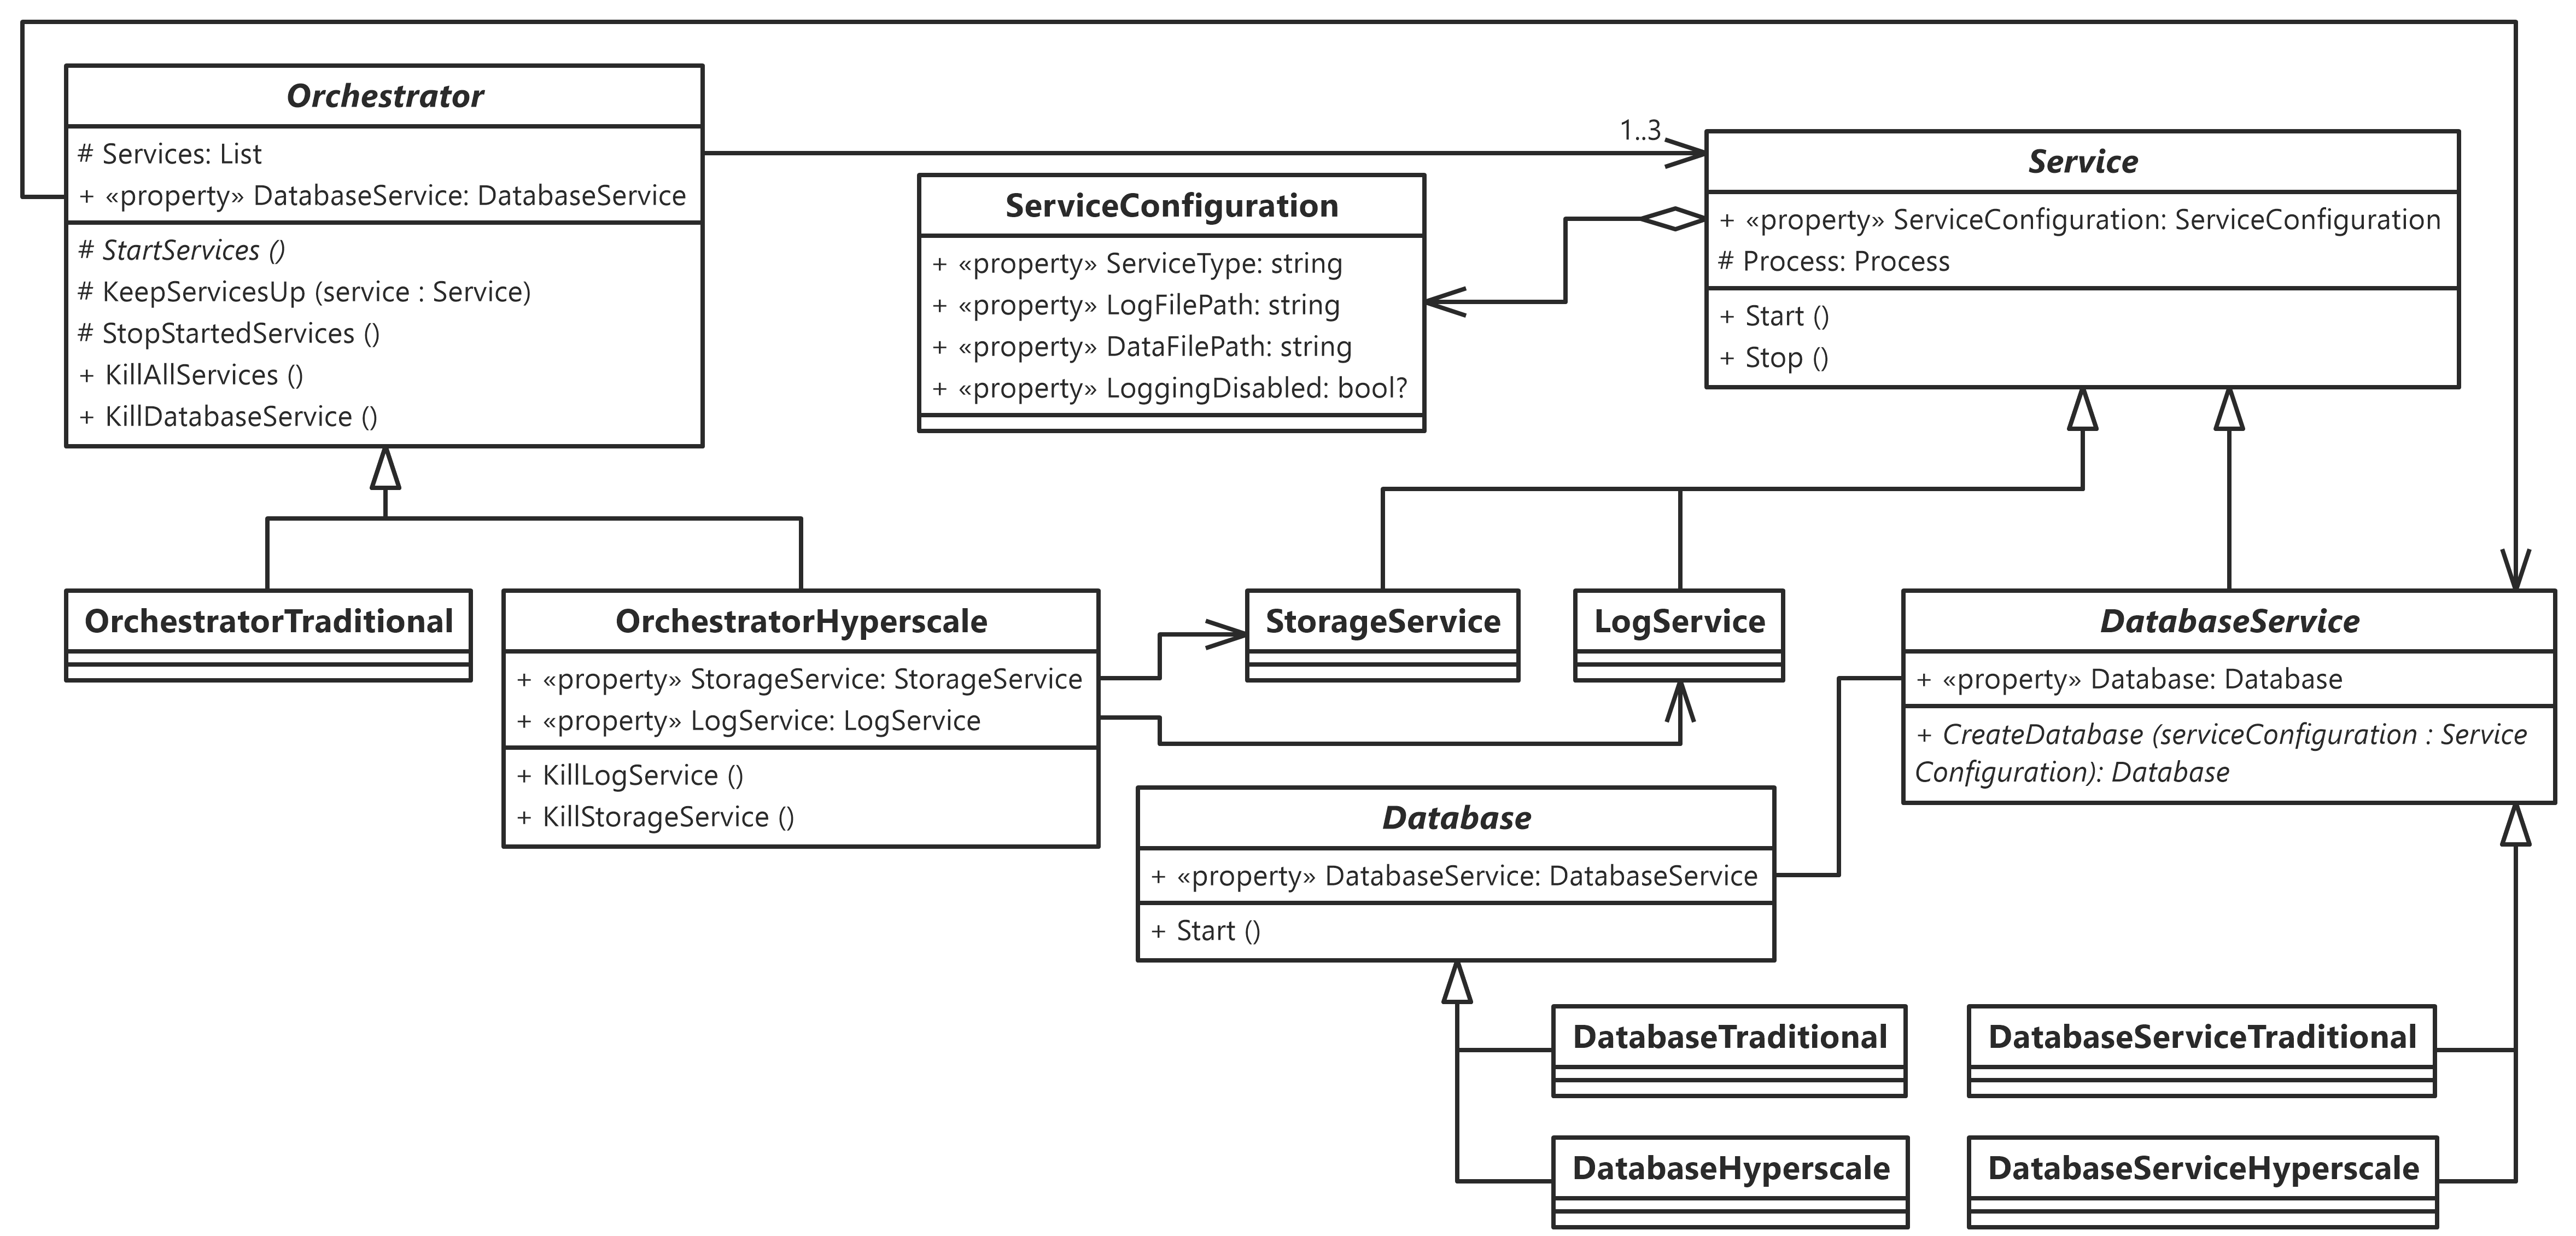 Orchestrator
# Services: List
+ «property» DatabaseService: DatabaseService
# StartServices ()
# KeepServicesUp (service : Service)
# StopStartedServices ()
+ KillAllServices ()
+ KillDatabaseService ()
1..3
Service
+ «property» ServiceConfiguration: ServiceConfiguration
# Process: Process
+ Start ()
+ Stop ()
ServiceConfiguration
+ «property» ServiceType: string
+ «property» LogFilePath: string
+ «property» DataFilePath: string
+ «property» LoggingDisabled: bool?
OrchestratorTraditional
OrchestratorHyperscale
+ «property» StorageService: StorageService
+ «property» LogService: LogService
+ KillLogService ()
+ KillStorageService ()
StorageService
LogService
DatabaseService
+ «property» Database: Database
+ CreateDatabase (serviceConfiguration : Service
Configuration): Database
Database
+ «property» DatabaseService: DatabaseService
+ Start ()
DatabaseTraditional
DatabaseServiceTraditional
DatabaseHyperscale
DatabaseServiceHyperscale